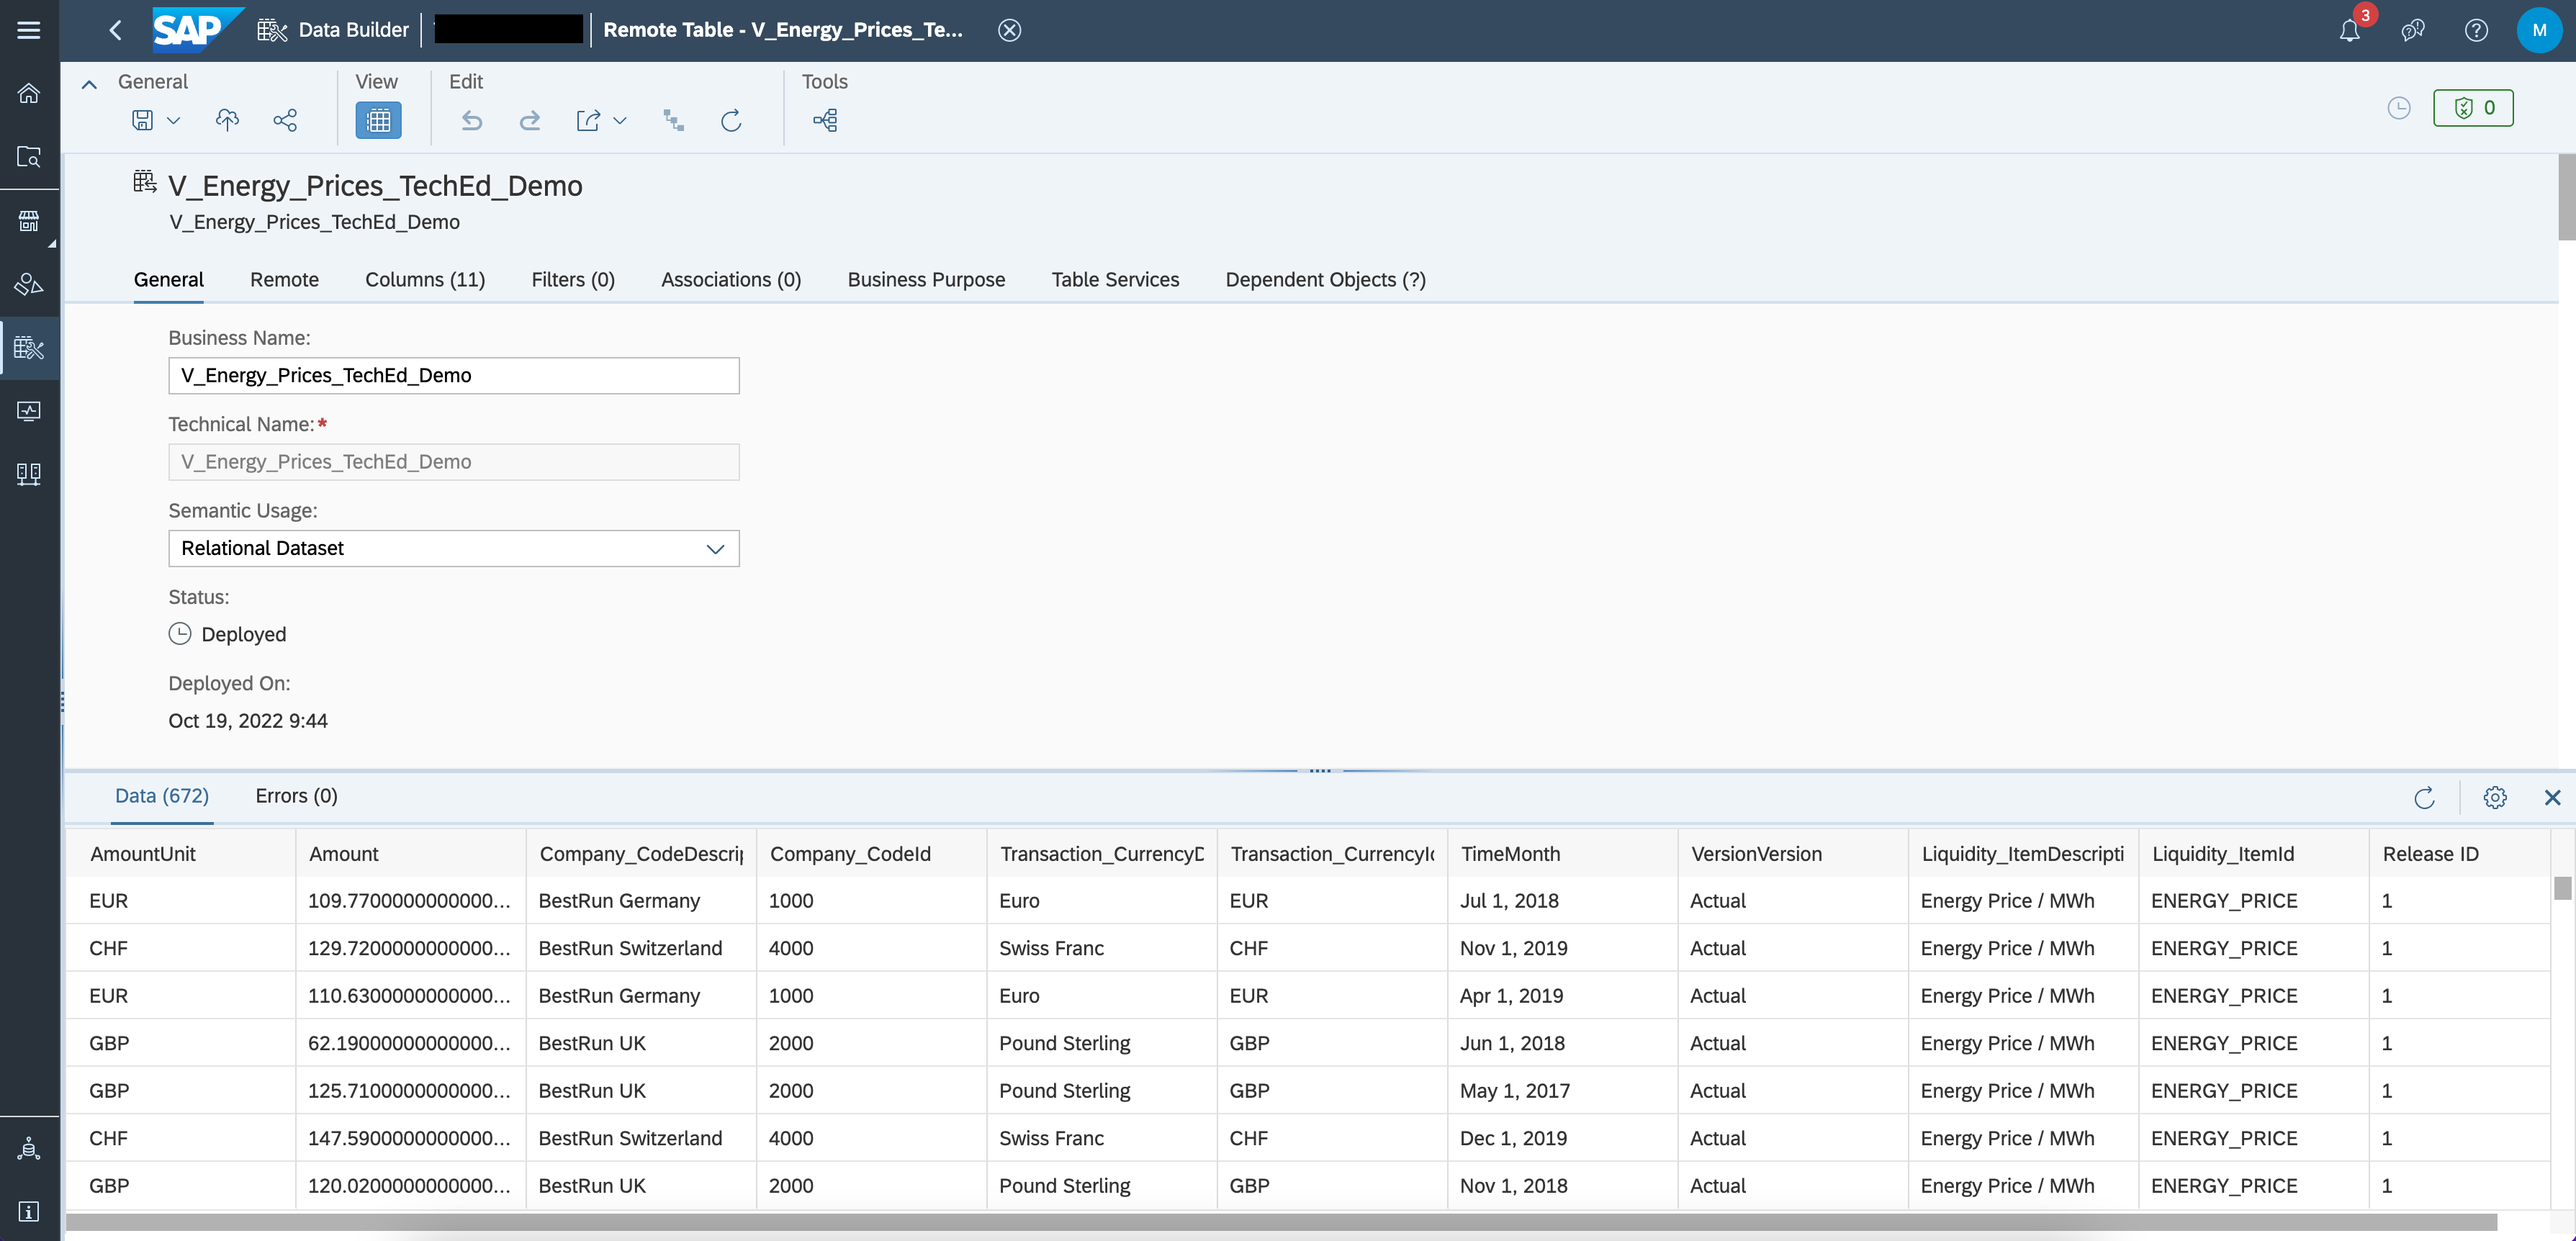 SAP Data Builder Remote Table - V_Energy_Prices_Te... 3 M
General View Edit Tools
0
V_Energy_Prices_TechEd_Demo
V_Energy_Prices_TechEd_Demo
General Remote Columns (11) Filters (0) Associations (0) Business Purpose Table Services Dependent Objects (?)
Business Name:
V_Energy_Prices_TechEd_Demo
Technical Name:*
V_Energy_Prices_TechEd_Demo
Semantic Usage:
Relational Dataset
Status:
Deployed
Deployed On:
Oct 19, 2022 9:44
Data (672) Errors (0)
AmountUnit Amount Company_CodeDescrip Company_CodeId Transaction_CurrencyD Transaction_CurrencyId TimeMonth VersionVersion Liquidity_ItemDescripti Liquidity_ItemId Release ID
EUR 109.7700000000000... BestRun Germany 1000 Euro EUR Jul 1, 2018 Actual Energy Price / MWh ENERGY_PRICE 1
CHF 129.7200000000000... BestRun Switzerland 4000 Swiss Franc CHF Nov 1, 2019 Actual Energy Price / MWh ENERGY_PRICE 1
EUR 110.6300000000000... BestRun Germany 1000 Euro EUR Apr 1, 2019 Actual Energy Price / MWh ENERGY_PRICE 1
GBP 62.19000000000000... BestRun UK 2000 Pound Sterling GBP Jun 1, 2018 Actual Energy Price / MWh ENERGY_PRICE 1
GBP 125.7100000000000... BestRun UK 2000 Pound Sterling GBP May 1, 2017 Actual Energy Price / MWh ENERGY_PRICE 1
CHF 147.5900000000000... BestRun Switzerland 4000 Swiss Franc CHF Dec 1, 2019 Actual Energy Price / MWh ENERGY_PRICE 1
GBP 120.0200000000000... BestRun UK 2000 Pound Sterling GBP Nov 1, 2018 Actual Energy Price / MWh ENERGY_PRICE 1